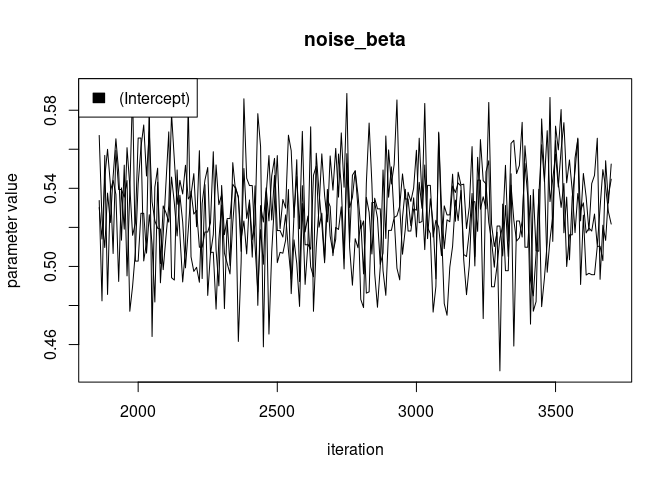 noise_beta
(Intercept)
parameter value
0.58
0.54
0.50
0.46
2000 2500 3000 3500
iteration